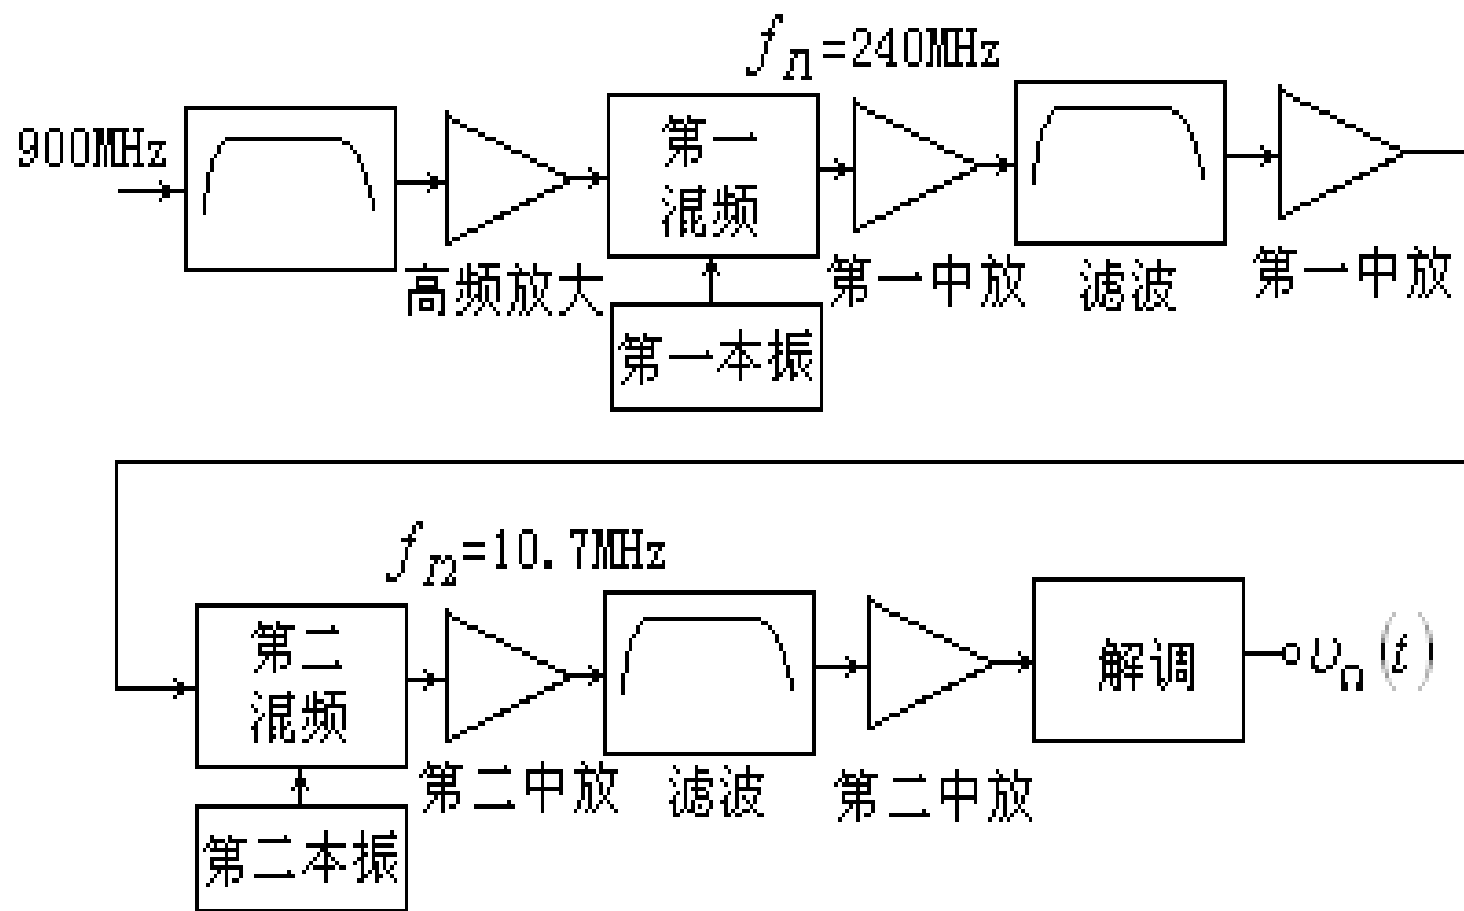 f_I1=240MHz
900MHz
第一
混频
高频放大
第一中放
滤波
第一中放
第一本振
f_I2=10.7MHz
第二
混频
解调
υ_Ω(t)
第二中放
滤波
第二中放
第二本振